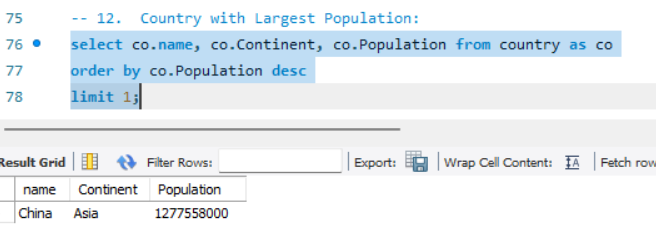 75 -- 12. Country with Largest Population:
76 select co.name, co.Continent, co.Population from country as co
77 order by co.Population desc
78 limit 1;
Result Grid Filter Rows: Export: Wrap Cell Content: Fetch row
name Continent Population
China Asia 1277558000